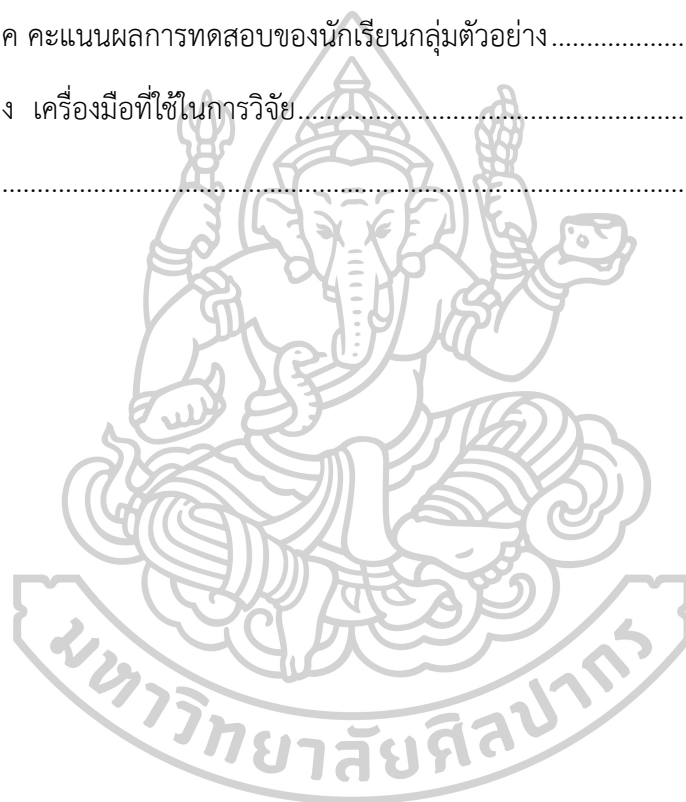 ค คะแนนผลการทดสอบของนักเรียนกลุ่มตัวอย่าง...................
ง เครื่องมือที่ใช้ในการวิจัย.......................................................
...................................................................................................
มหาวิทยาลัยศิลปากร